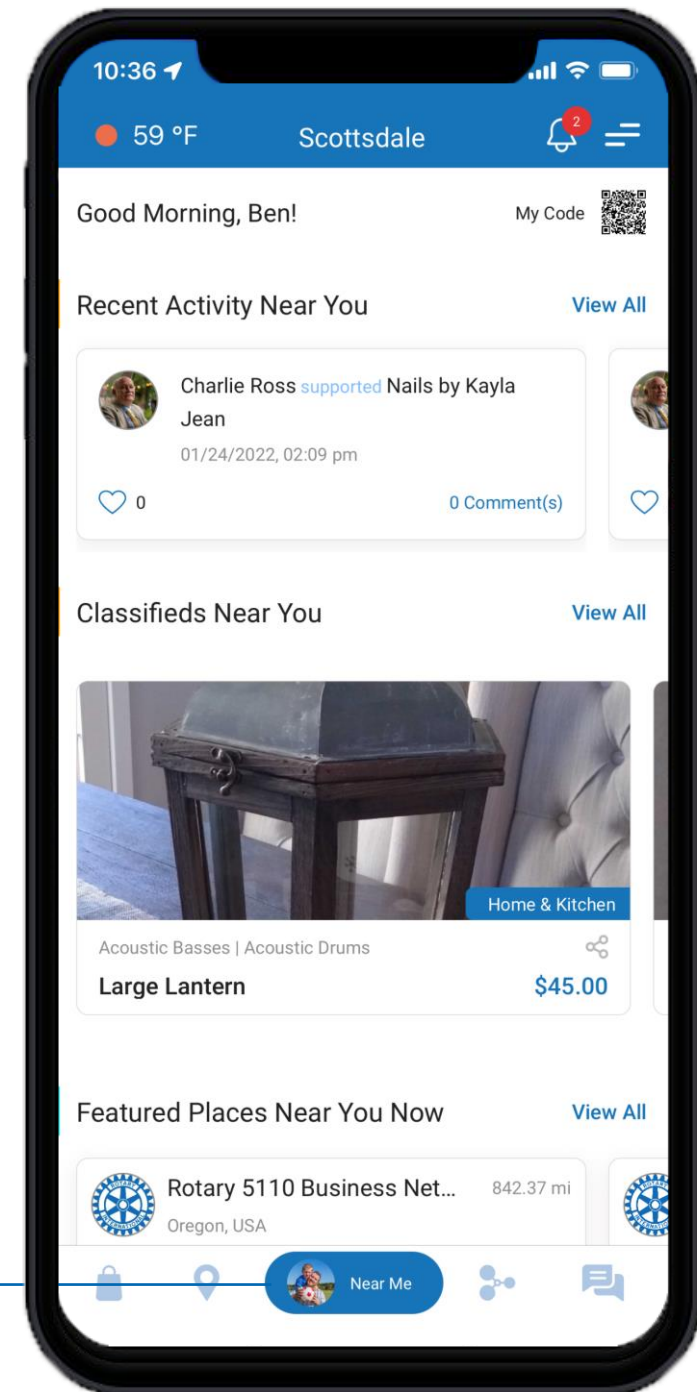 10:36
59 °F
Scottsdale
2
Good Morning, Ben!
My Code
Recent Activity Near You
View All
Charlie Ross supported Nails by Kayla
Jean
01/24/2022, 02:09 pm
0
0 Comment(s)
Classifieds Near You
View All
Home & Kitchen
Acoustic Basses | Acoustic Drums
Large Lantern
$45.00
Featured Places Near You Now
View All
Rotary 5110 Business Net...
842.37 mi
Oregon, USA
ROTARY
INTERNATIONAL
Near Me